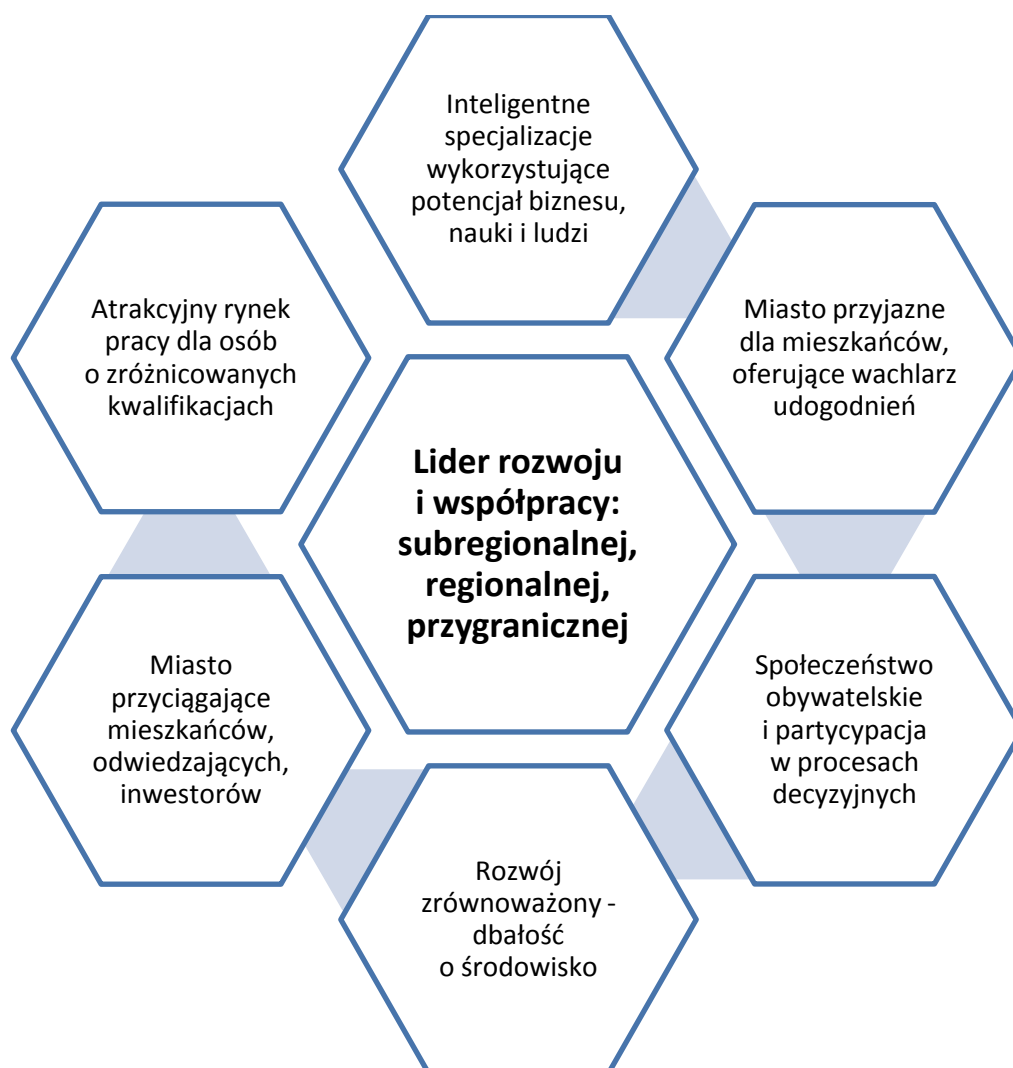 Inteligentne
specjalizacje
wykorzystujące
potencjał biznesu,
nauki i ludzi
Atrakcyjny rynek
pracy dla osób
o zróżnicowanych
kwalifikacjach
Miasto przyjazne
dla mieszkańców,
oferujące wachlarz
udogodnień
Lider rozwoju
i współpracy:
subregionalnej,
regionalnej,
przygranicznej
Miasto
przyciągające
mieszkańców,
odwiedzających,
inwestorów
Społeczeństwo
obywatelskie
i partycypacja
w procesach
decyzyjnych
Rozwój
zrównoważony -
dbałość
o środowisko